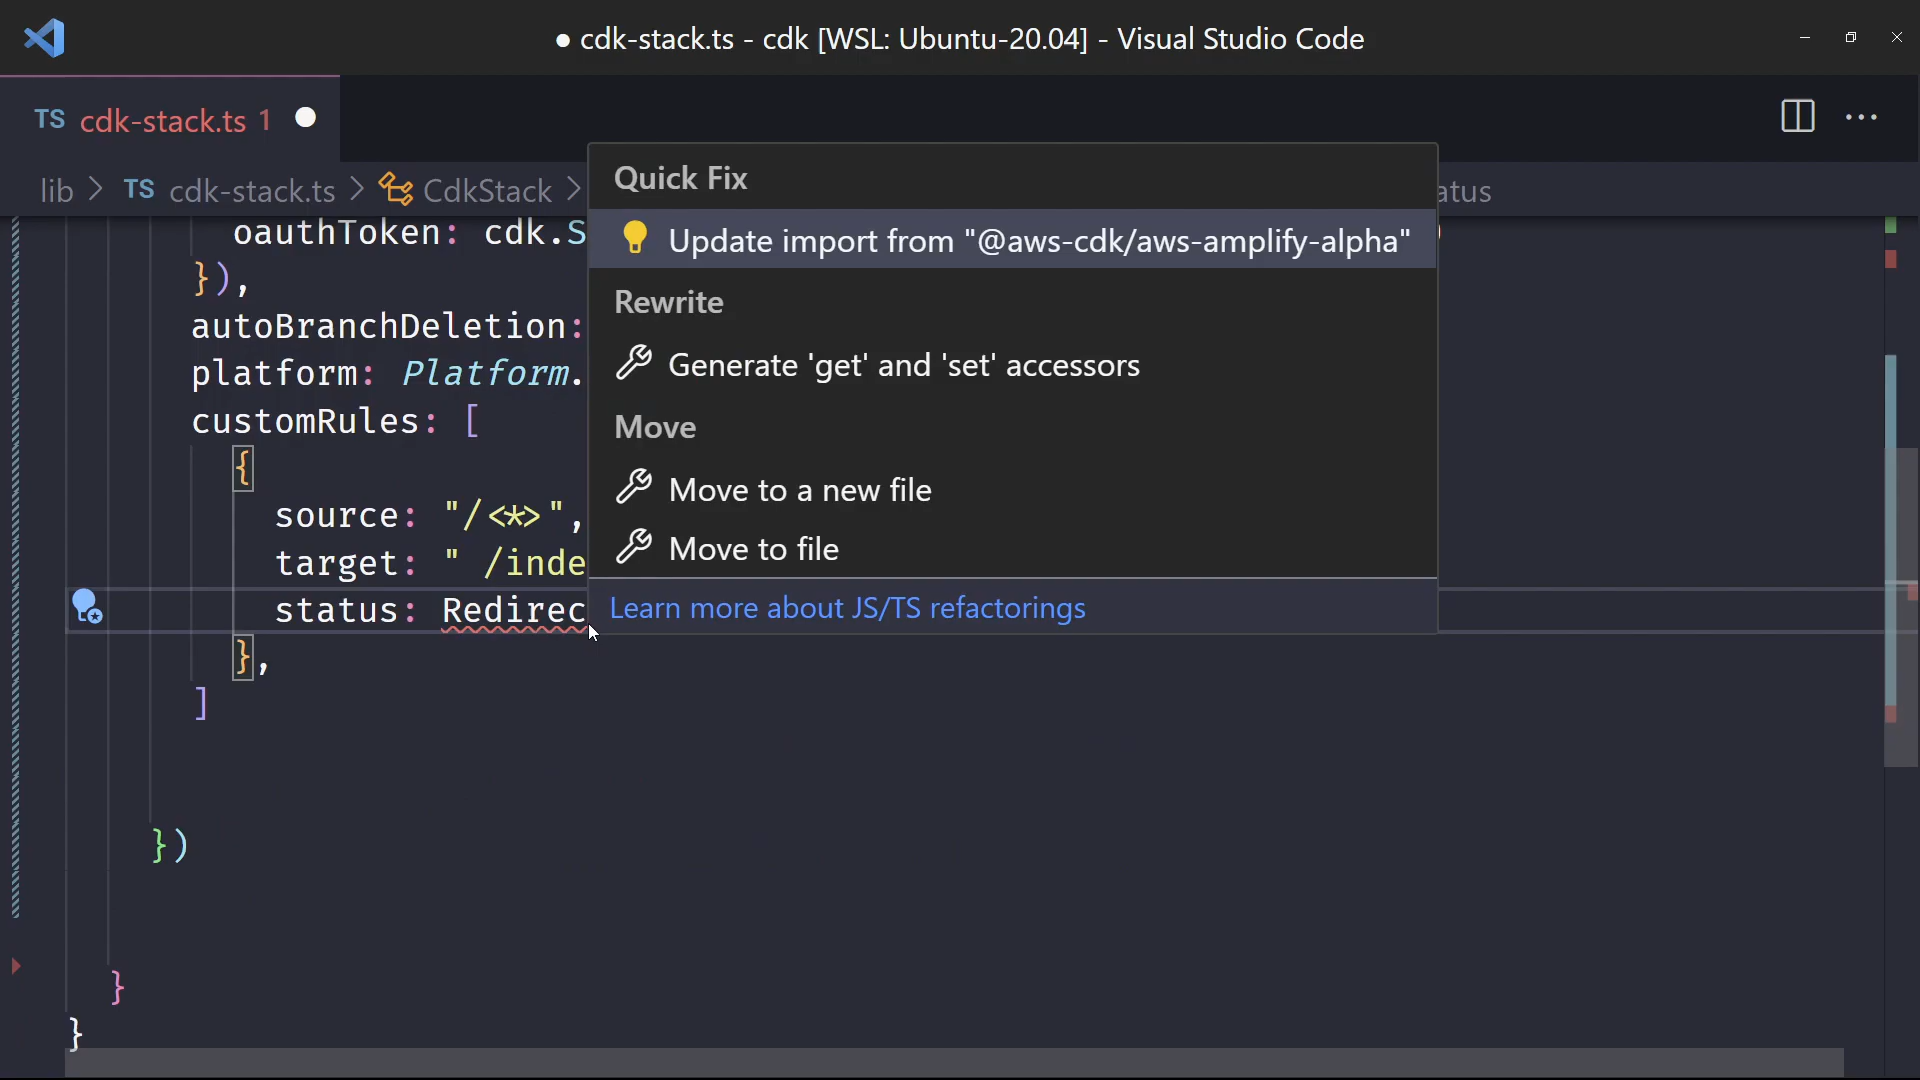 ● cdk-stack.ts - cdk [WSL: Ubuntu-20.04] - Visual Studio Code
TS cdk-stack.ts 1 ●
lib > TS cdk-stack.ts > CdkStack >
atus
oauthToken: cdk.S
}),
autoBranchDeletion:
platform: Platform.
customRules: [
{
source: "/<*>",
target: " /inde
status: Redirec
},
]
})
}
}
Quick Fix
Update import from "@aws-cdk/aws-amplify-alpha"
Rewrite
Generate 'get' and 'set' accessors
Move
Move to a new file
Move to file
Learn more about JS/TS refactorings